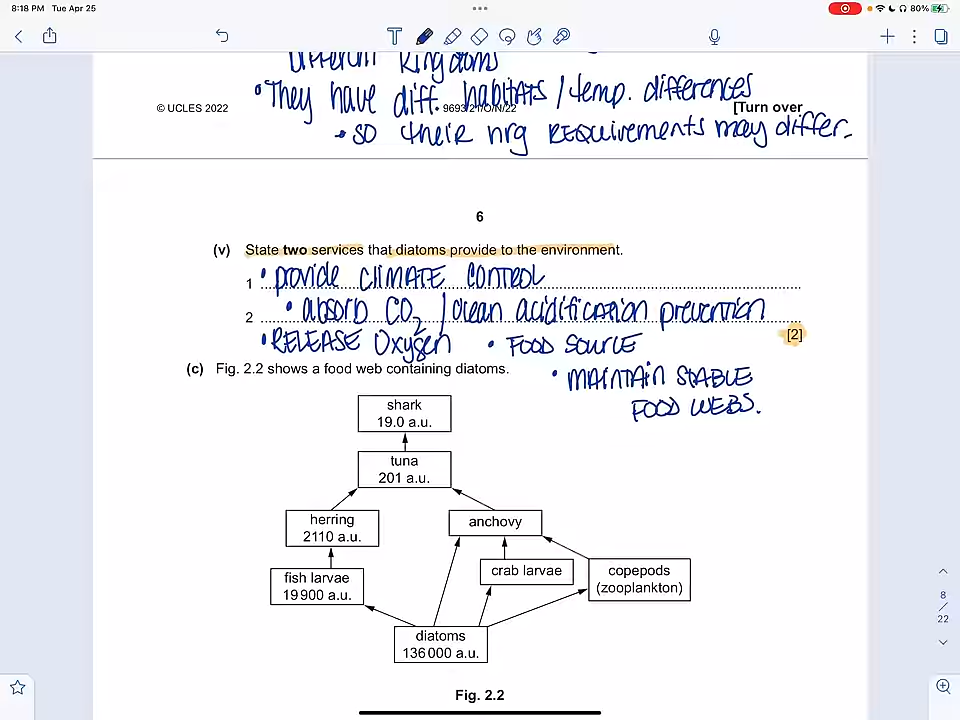 8:18 PM Tue Apr 25
80%
DIFFERENT KINGDOMS
• They have diff. habitats / temp. differences
© UCLES 2022
9693/21/O/N/22
[Turn over
• SO their nrg REQUIREMENTS may differ.
6
(v) State two services that diatoms provide to the environment.
1 • provide CLIMATE CONTROL
2 • absorb CO2 / ocean acidification prevention
[2]
• RELEASE Oxygen • FOOD SOURCE
(c) Fig. 2.2 shows a food web containing diatoms.
• MAINTAIN STABLE
FOOD WEBS.
shark
19.0 a.u.
tuna
201 a.u.
herring
2110 a.u.
anchovy
fish larvae
19 900 a.u.
crab larvae
copepods
(zooplankton)
diatoms
136 000 a.u.
Fig. 2.2
8
/
22